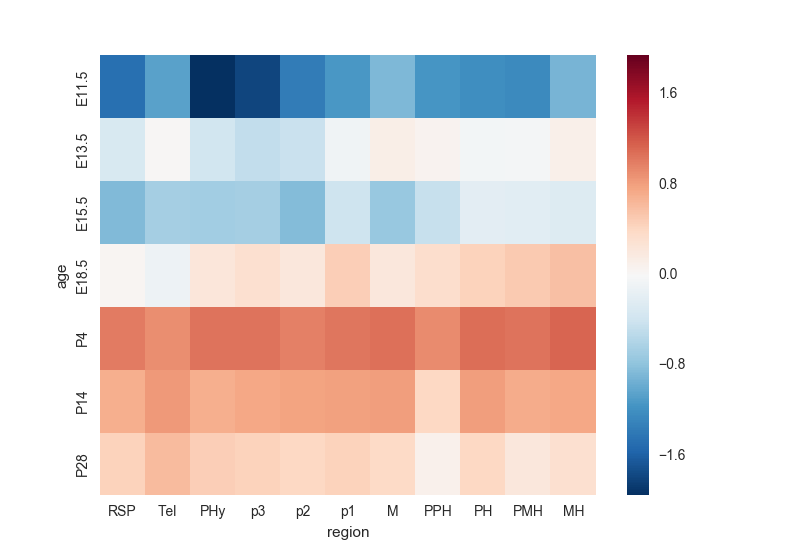 E11.5
E13.5
E15.5
E18.5
P4
P14
P28
age
RSP Tel PHy p3 p2 p1 M PPH PH PMH MH
region
1.6
0.8
0.0
−0.8
−1.6